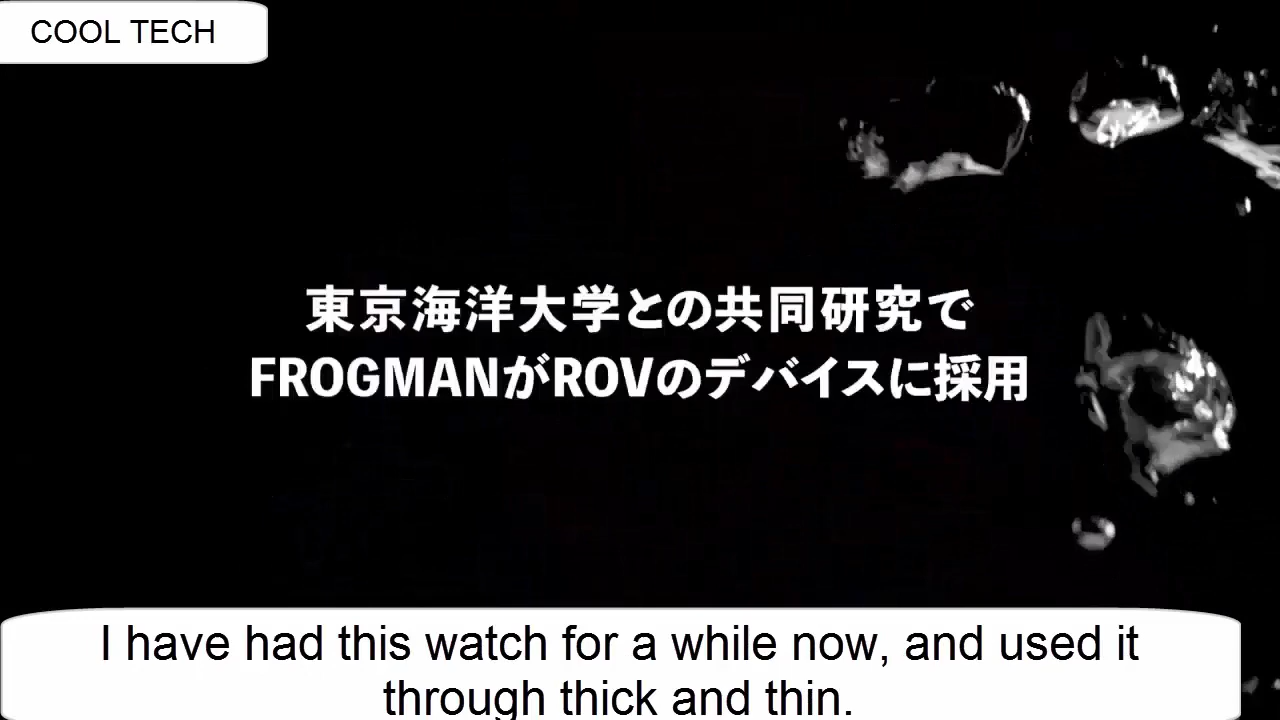 COOL TECH
東京海洋大学との共同研究で
FROGMANがROVのデバイスに採用
I have had this watch for a while now, and used it
through thick and thin.